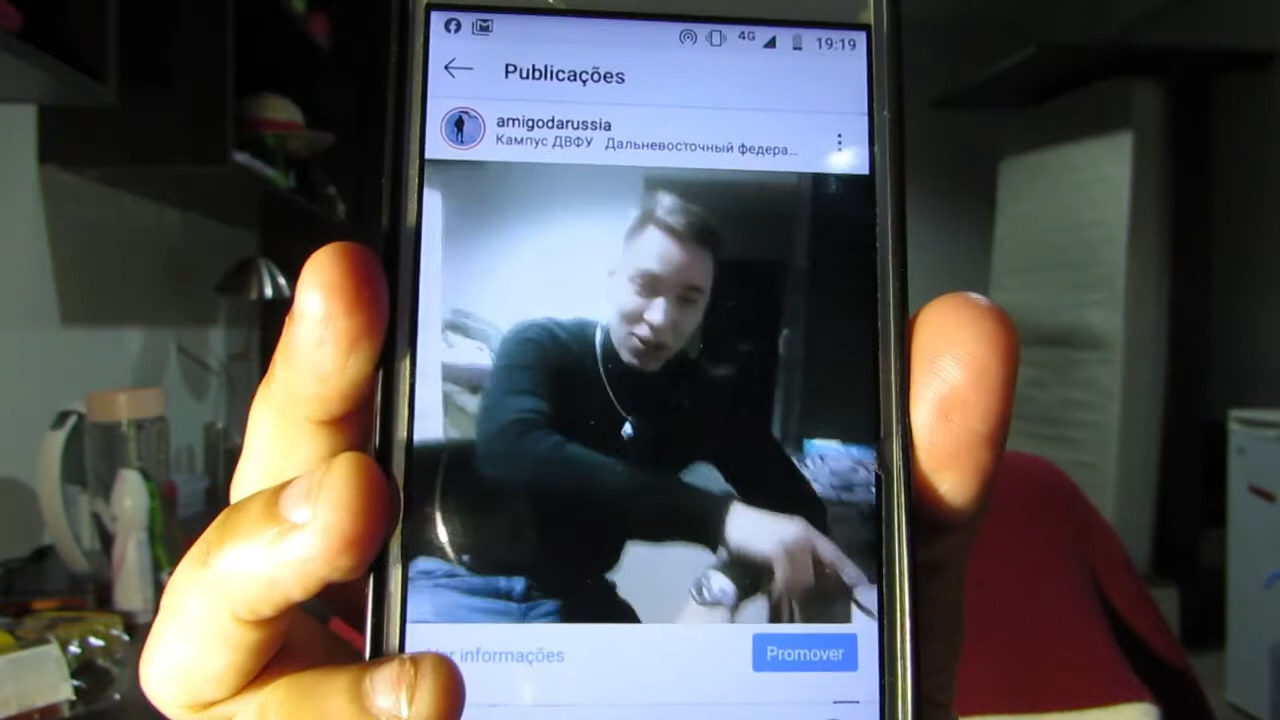 4G 19:19
Publicações
amigodarussia
Кампус ДВФУ Дальневосточный федера...
informações
Promover